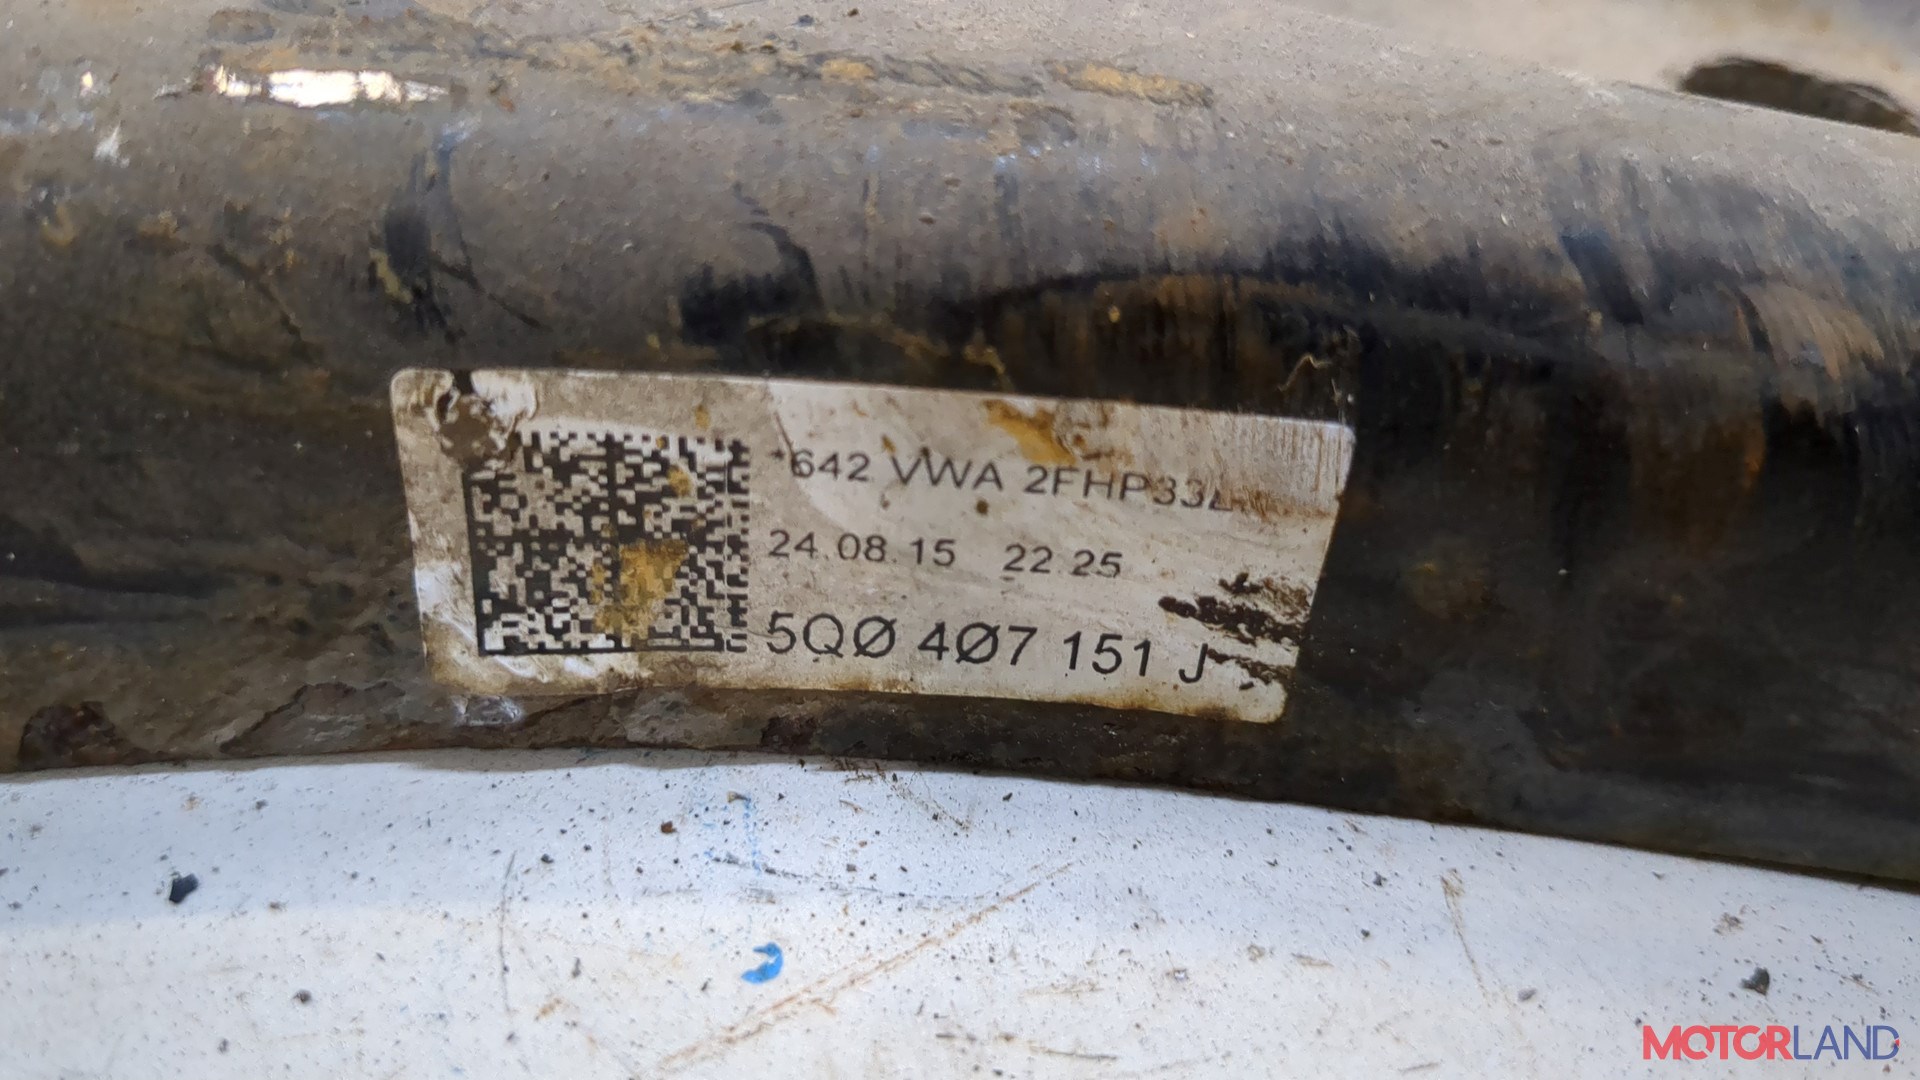 *642 VWA 2FHP33
24.08.15 22.25
5QØ 4Ø7 151 J
MOTORLAND